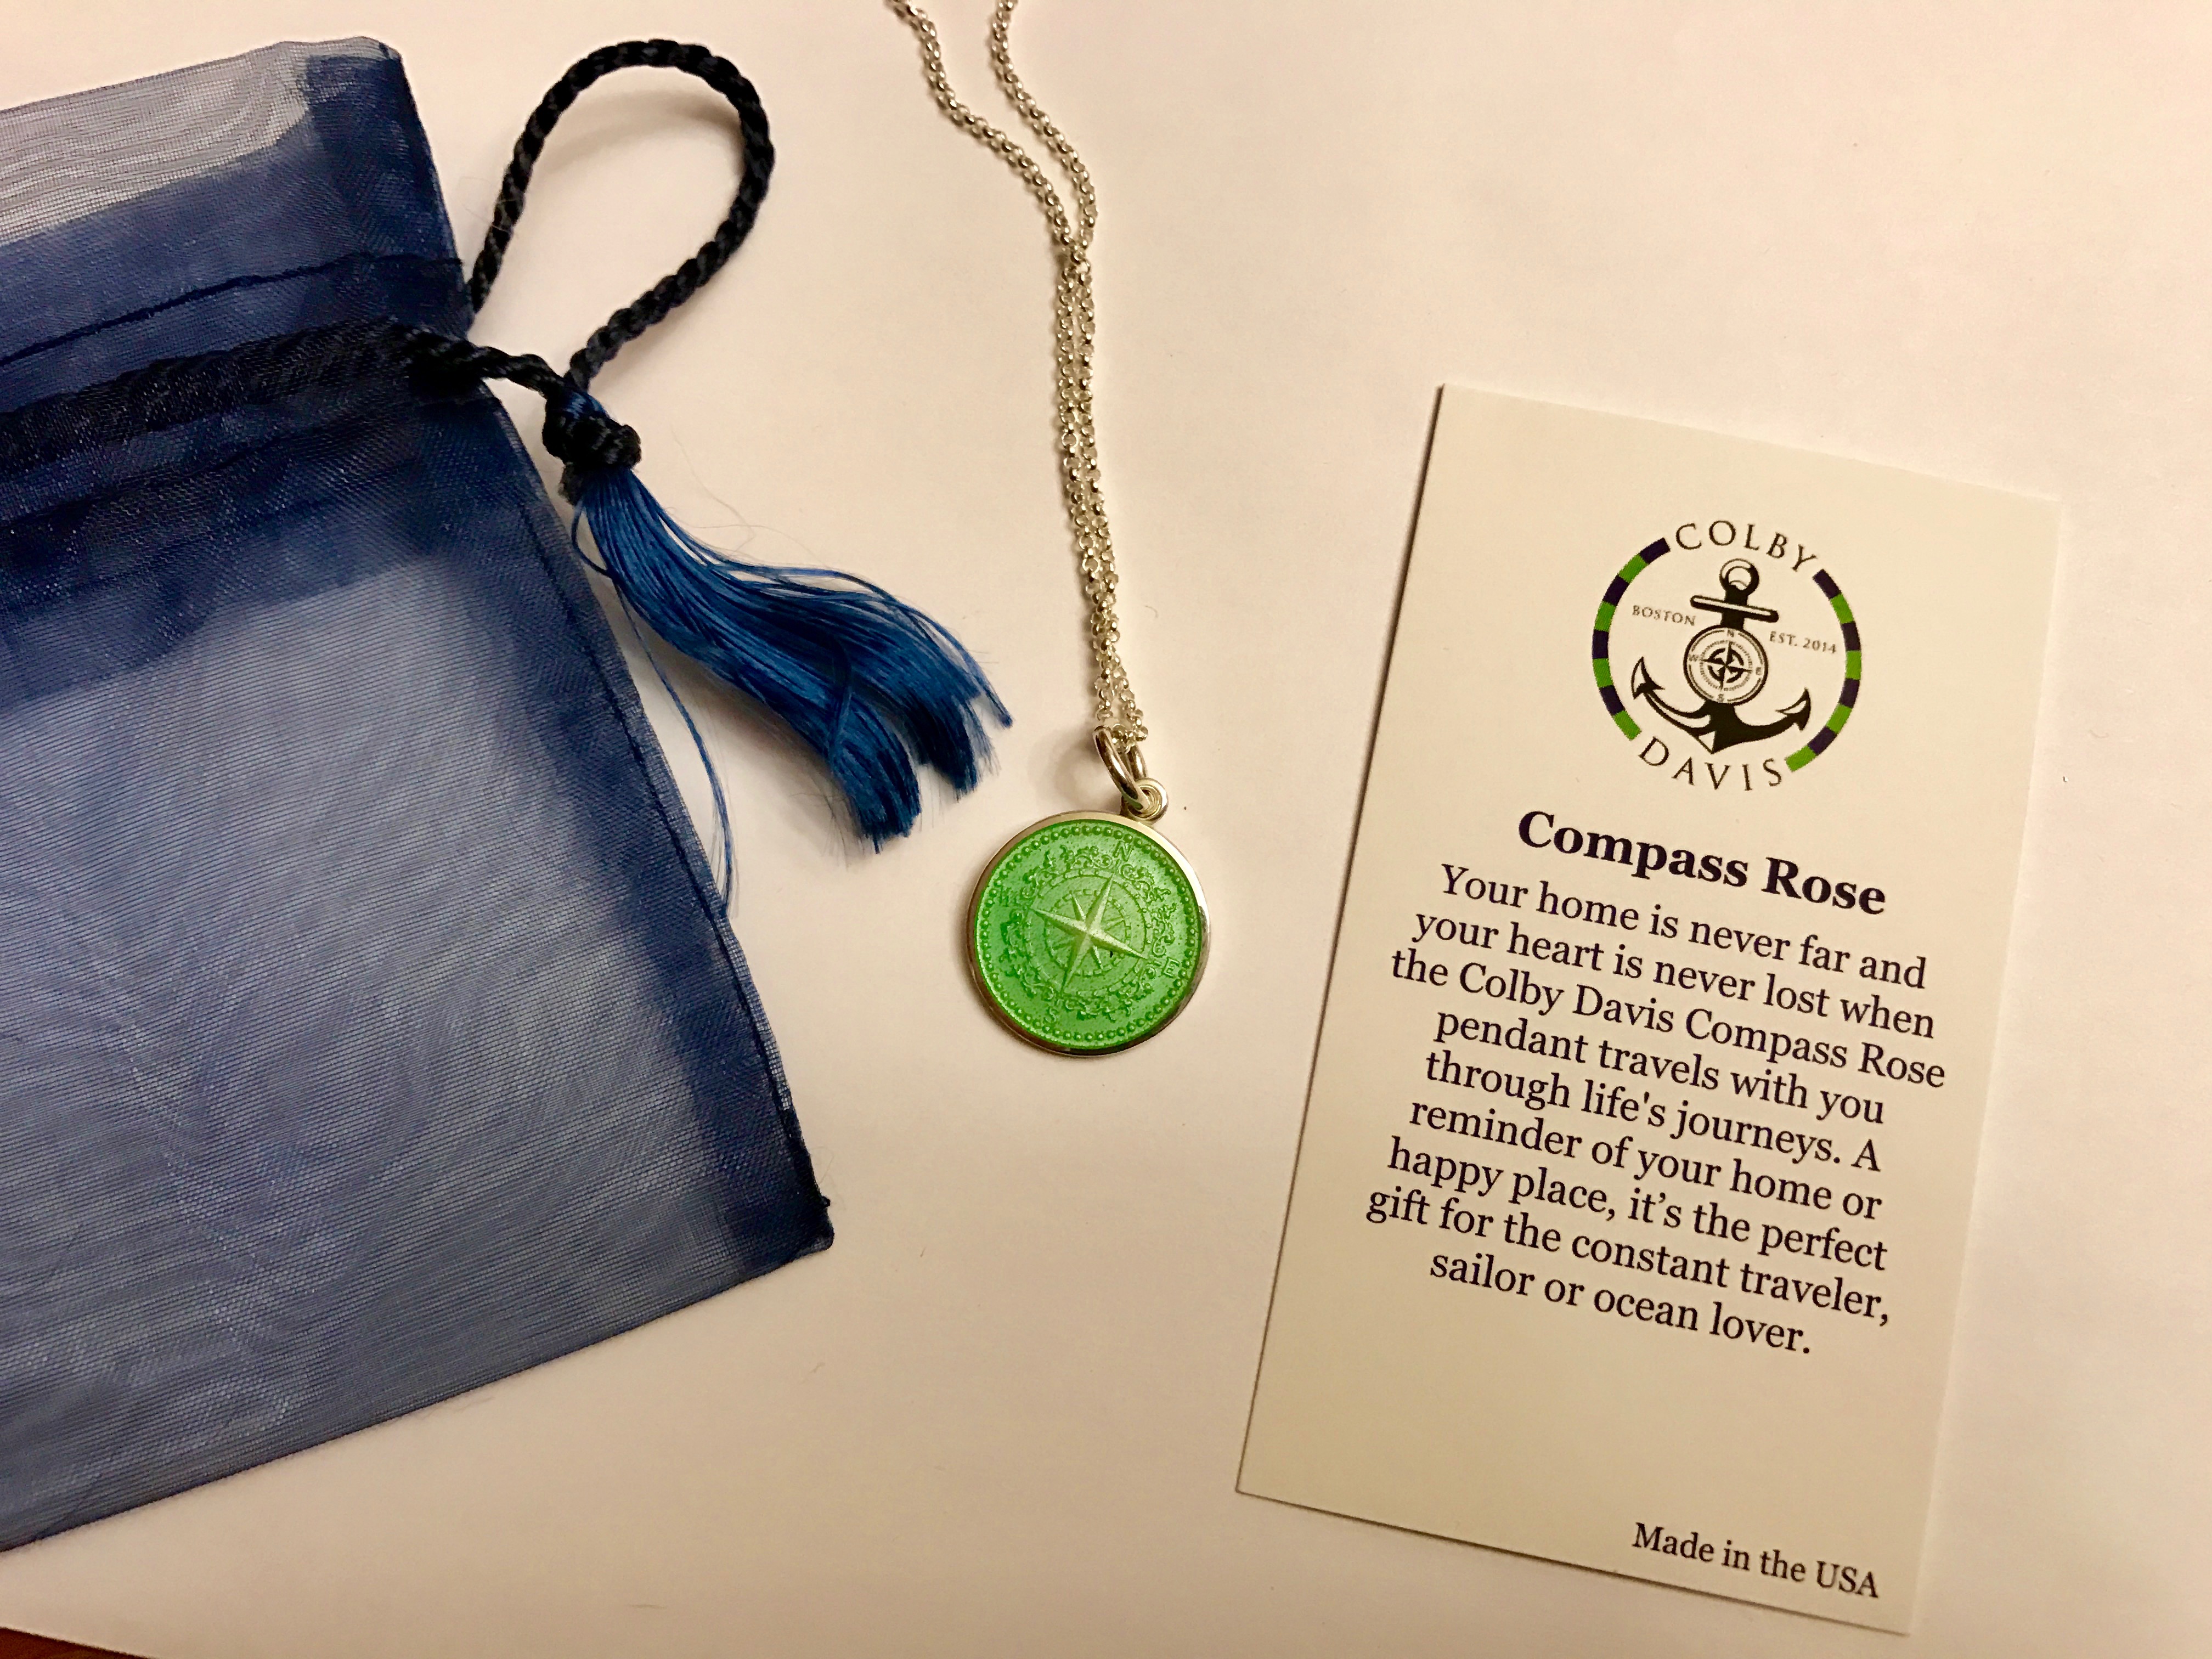 COLBY
BOSTON
EST. 2014
N
W E
S
DAVIS
Compass Rose
Your home is never far and
your heart is never lost when
the Colby Davis Compass Rose
pendant travels with you
through life's journeys. A
reminder of your home or
happy place, it’s the perfect
gift for the constant traveler,
sailor or ocean lover.
Made in the USA
N
E
S